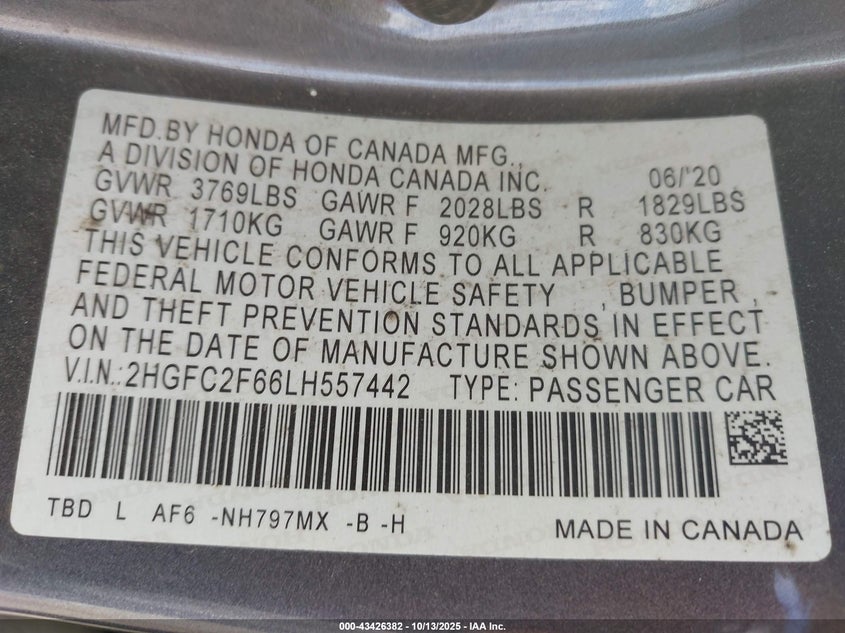 MFD.BY HONDA OF CANADA MFG.,
A DIVISION OF HONDA CANADA INC. 06/'20
GVWR 3769LBS GAWR F 2028LBS R 1829LBS
GVWR 1710KG GAWR F 920KG R 830KG
THIS VEHICLE CONFORMS TO ALL APPLICABLE
FEDERAL MOTOR VEHICLE SAFETY , BUMPER ,
AND THEFT PREVENTION STANDARDS IN EFFECT
ON THE DATE OF MANUFACTURE SHOWN ABOVE.
V.I.N.: 2HGFC2F66LH557442 TYPE: PASSENGER CAR
TBD L AF6 -NH797MX -B -H MADE IN CANADA
000-43426382 - 10/13/2025 - IAA Inc.